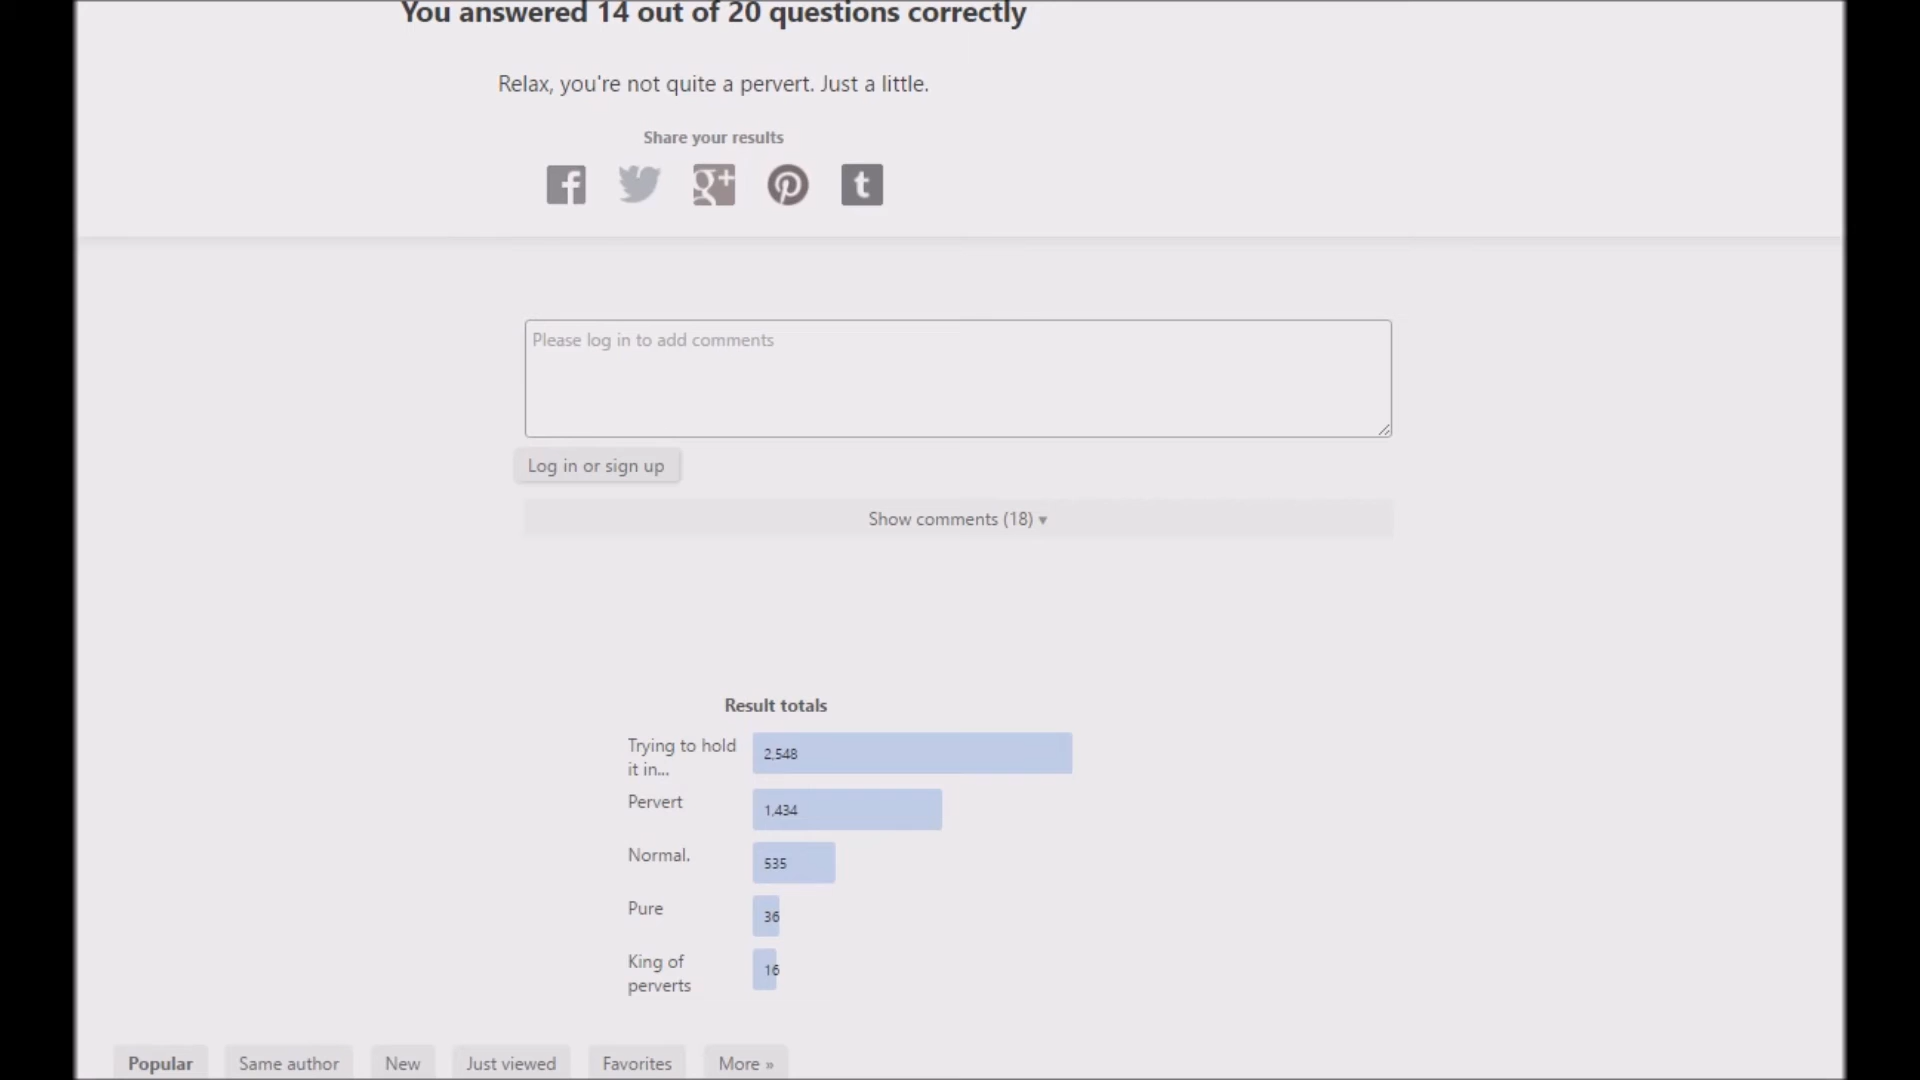 You answered 14 out of 20 questions correctly
Relax, you're not quite a pervert. Just a little.
Share your results
Please log in to add comments
Log in or sign up
Show comments (18) ▾
Result totals
Trying to hold
it in...
2,548
Pervert
1,434
Normal.
535
Pure
36
King of
perverts
16
Popular
Same author
New
Just viewed
Favorites
More »